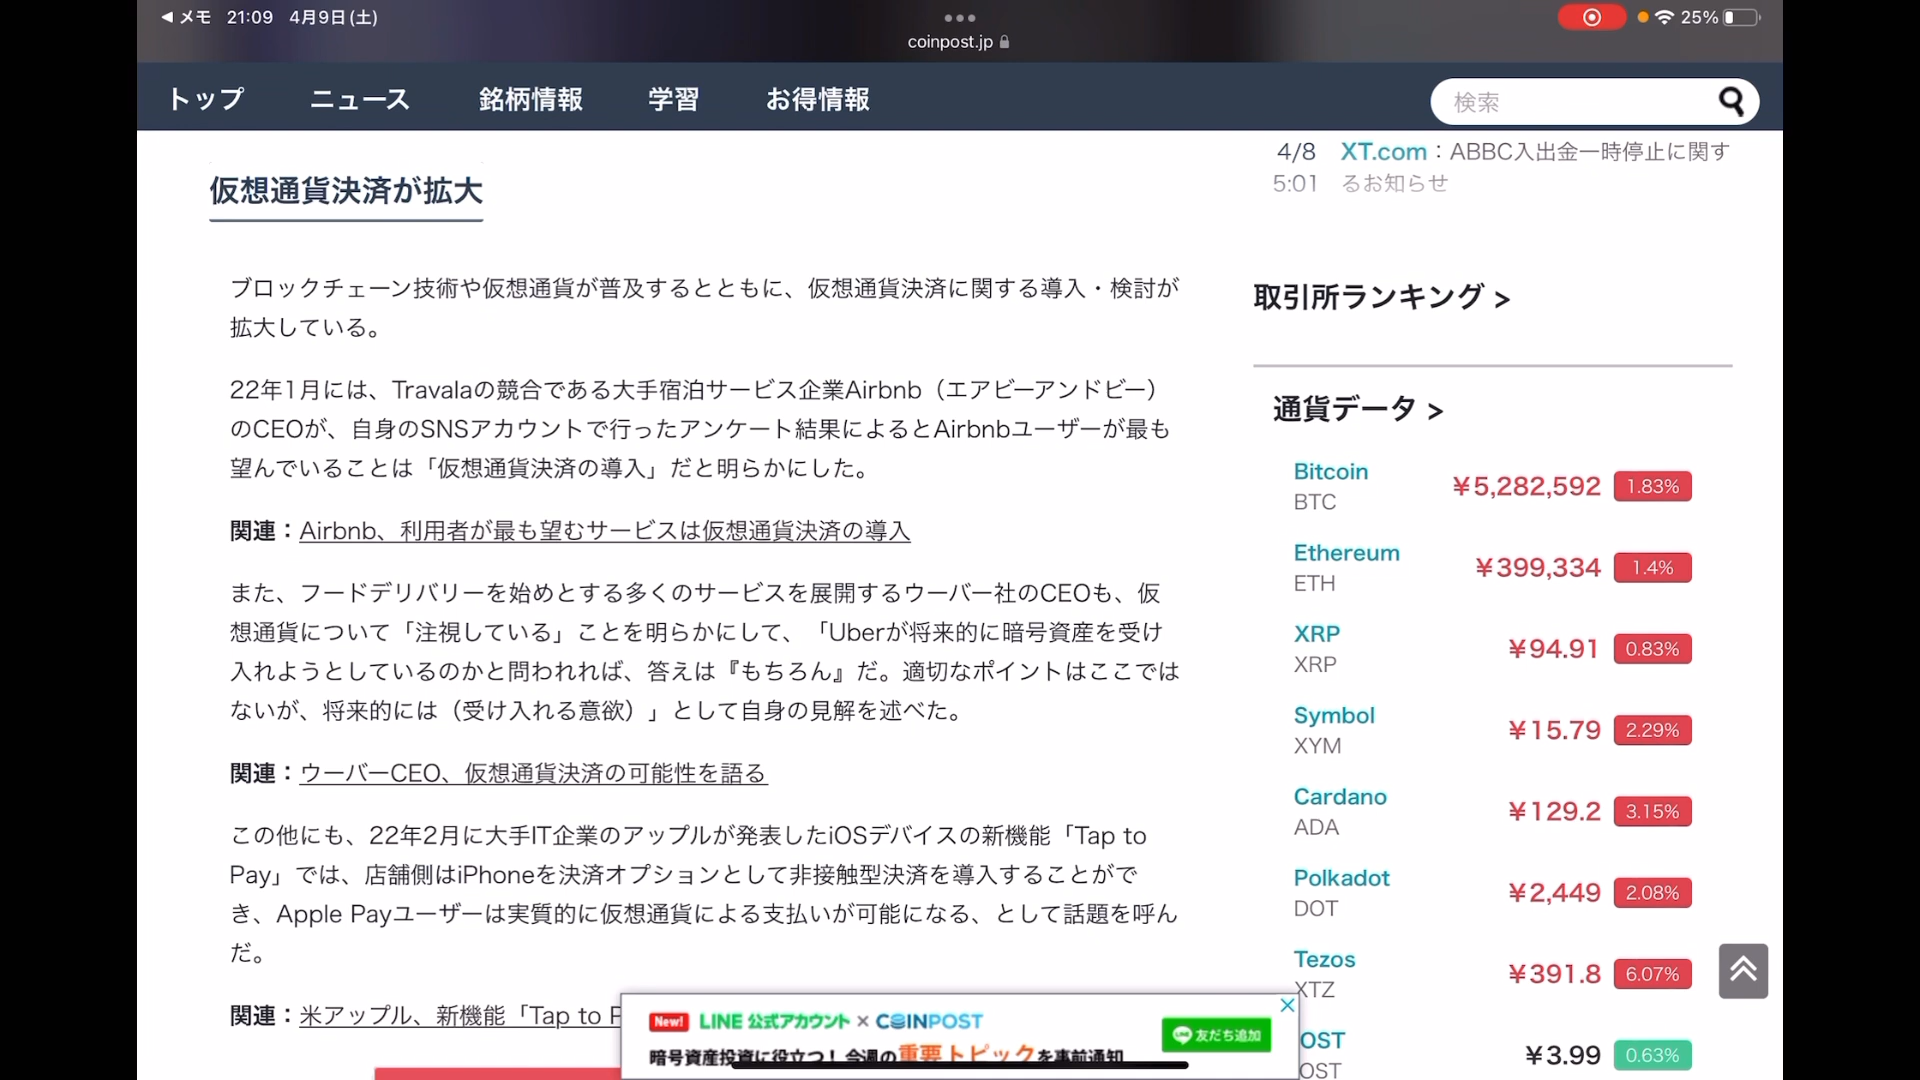 メモ 21:09 4月9日(土)
coinpost.jp
25%
トップ ニュース 銘柄情報 学習 お得情報
検索
仮想通貨決済が拡大
ブロックチェーン技術や仮想通貨が普及するとともに、仮想通貨決済に関する導入・検討が
拡大している。
22年1月には、Travalaの競合である大手宿泊サービス企業Airbnb（エアビーアンドビー）
のCEOが、自身のSNSアカウントで行ったアンケート結果によるとAirbnbユーザーが最も
望んでいることは「仮想通貨決済の導入」だと明らかにした。
関連：Airbnb、利用者が最も望むサービスは仮想通貨決済の導入
また、フードデリバリーを始めとする多くのサービスを展開するウーバー社のCEOも、仮
想通貨について「注視している」ことを明らかにして、「Uberが将来的に暗号資産を受け
入れようとしているのかと問われれば、答えは『もちろん』だ。適切なポイントはここでは
ないが、将来的には（受け入れる意欲）」として自身の見解を述べた。
関連：ウーバーCEO、仮想通貨決済の可能性を語る
この他にも、22年2月に大手IT企業のアップルが発表したiOSデバイスの新機能「Tap to
Pay」では、店舗側はiPhoneを決済オプションとして非接触型決済を導入することがで
き、Apple Payユーザーは実質的に仮想通貨による支払いが可能になる、として話題を呼ん
だ。
関連：米アップル、新機能「Tap to P
4/8 XT.com：ABBC入出金一時停止に関す
5:01 るお知らせ
取引所ランキング >
通貨データ >
Bitcoin
BTC
¥5,282,592 1.83%
Ethereum
ETH
¥399,334 1.4%
XRP
XRP
¥94.91 0.83%
Symbol
XYM
¥15.79 2.29%
Cardano
ADA
¥129.2 3.15%
Polkadot
DOT
¥2,449 2.08%
Tezos
XTZ
¥391.8 6.07%
OST
OST
¥3.99 0.63%
New! LINE 公式アカウント × COINPOST
暗号資産投資に役立つ！今週の重要トピックを事前通知
友だち追加